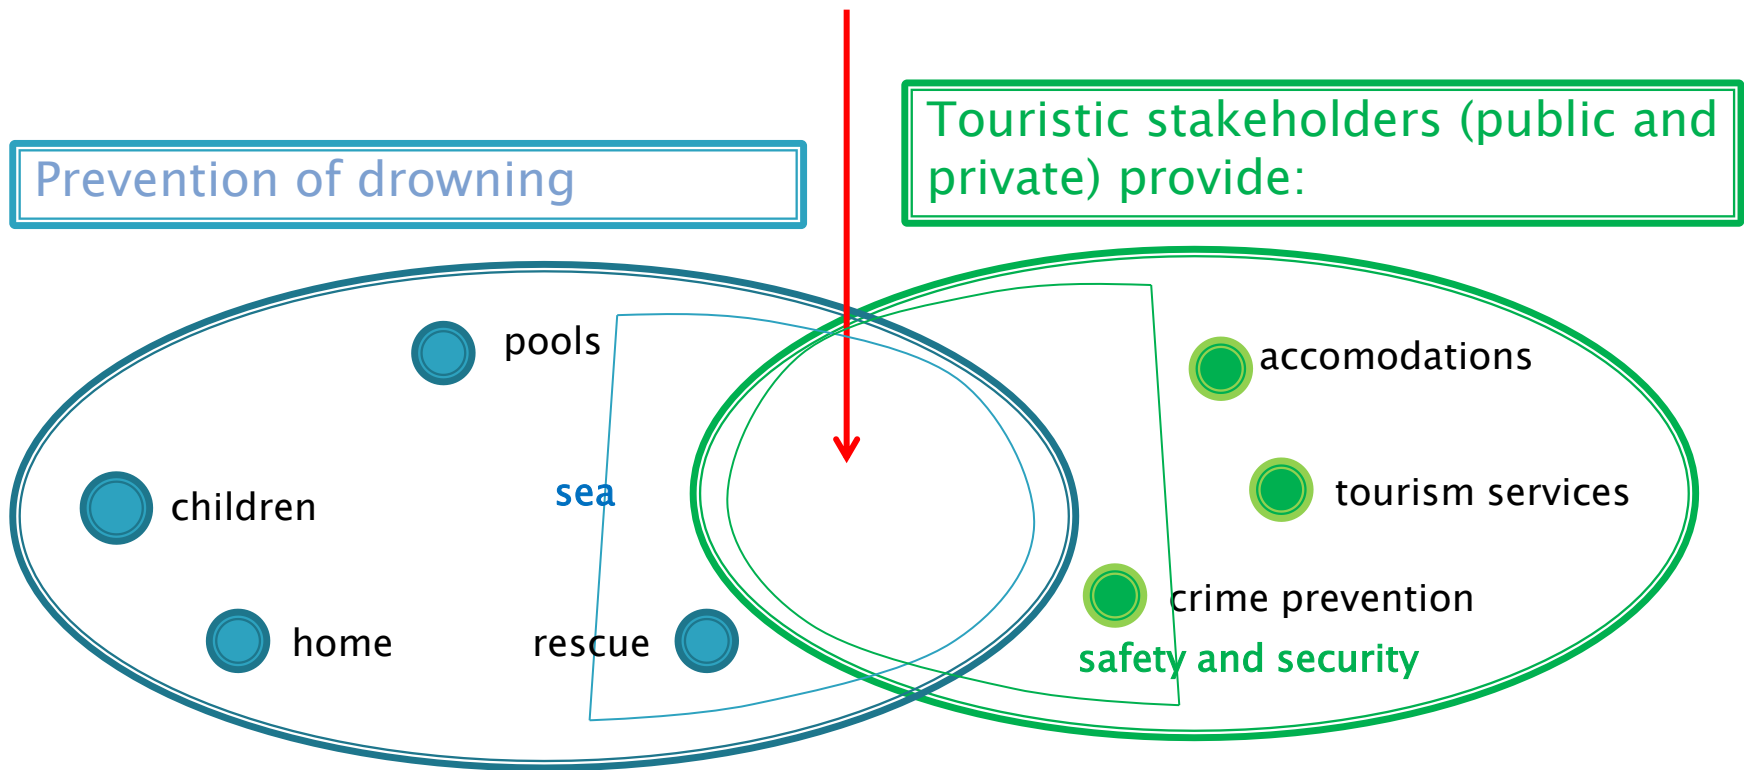 Prevention of drowning
Touristic stakeholders (public and
private) provide:
pools
children
sea
home
rescue
accomodations
tourism services
crime prevention
safety and security